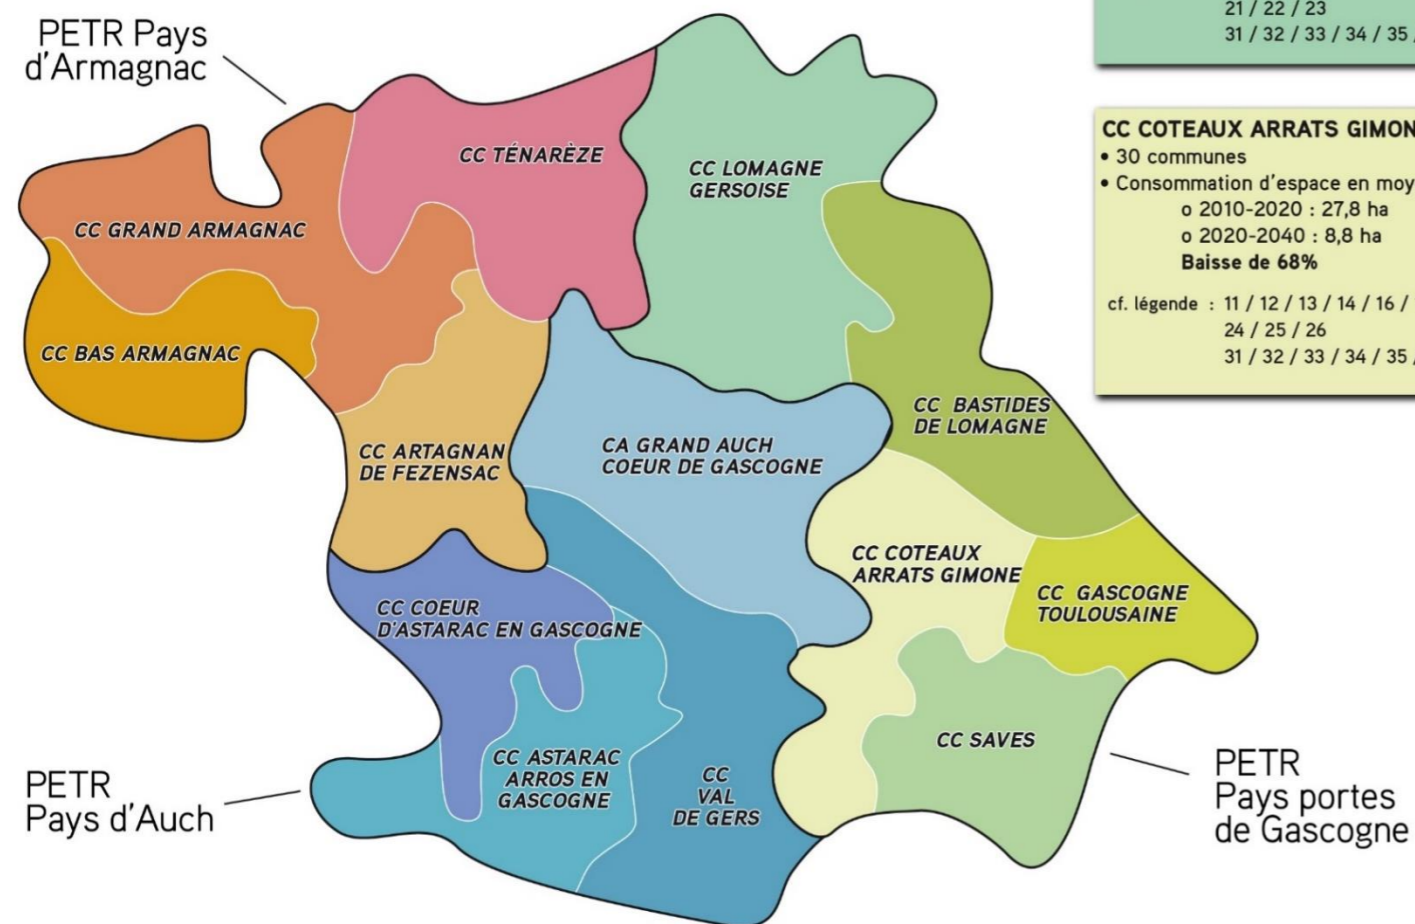 21 / 22 / 23
31 / 32 / 33 / 34 / 35 /
PETR Pays
d'Armagnac
CC COTEAUX ARRATS GIMON
• 30 communes
• Consommation d'espace en moy
o 2010-2020 : 27,8 ha
o 2020-2040 : 8,8 ha
Baisse de 68%
cf. légende : 11 / 12 / 13 / 14 / 16 /
24 / 25 / 26
31 / 32 / 33 / 34 / 35 /
CC TÉNARÈZE
CC LOMAGNE
GERSOISE
CC GRAND ARMAGNAC
CC BAS ARMAGNAC
CC ARTAGNAN
DE FEZENSAC
CA GRAND AUCH
COEUR DE GASCOGNE
CC BASTIDES
DE LOMAGNE
CC COTEAUX
ARRATS GIMONE
CC GASCOGNE
TOULOUSAINE
CC COEUR
D'ASTARAC EN GASCOGNE
CC SAVES
CC ASTARAC
ARROS EN
GASCOGNE
CC
VAL
DE GERS
PETR
Pays d'Auch
PETR
Pays portes
de Gascogne